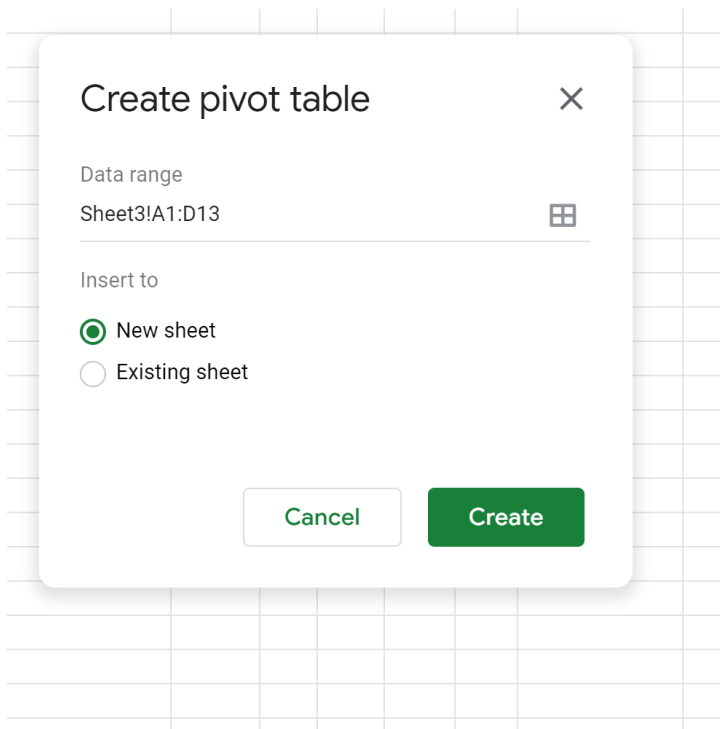 Create pivot table
Data range
Sheet3!A1:D13
Insert to
New sheet
Existing sheet
Cancel
Create